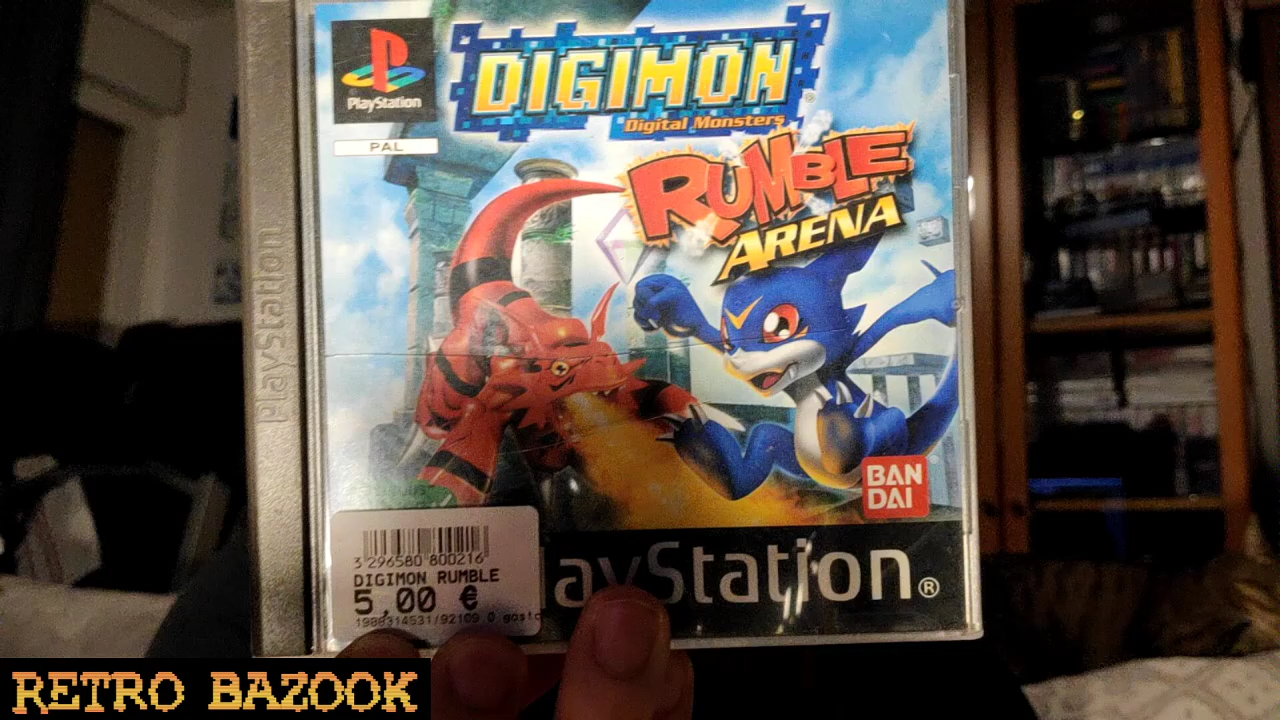 PlayStation
PAL
DIGIMON
Digital Monsters
RUMBLE
ARENA
PlayStation
BAN
DAI
3 296580 800216
DIGIMON RUMBLE
5,00 €
ayStation®
RETRO BAZOOK